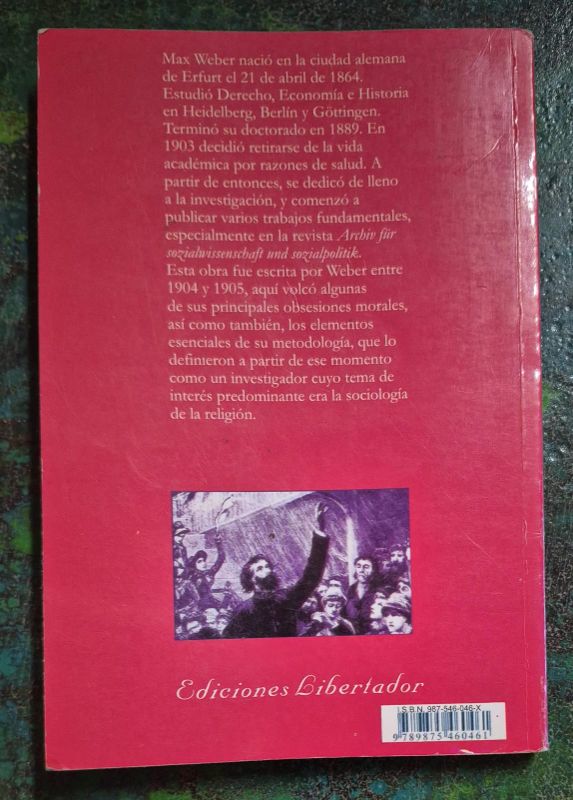 Max Weber nació en la ciudad alemana
de Erfurt el 21 de abril de 1864.
Estudió Derecho, Economía e Historia
en Heidelberg, Berlín y Göttingen.
Terminó su doctorado en 1889. En
1903 decidió retirarse de la vida
académica por razones de salud. A
partir de entonces, se dedicó de lleno
a la investigación, y comenzó a
publicar varios trabajos fundamentales,
especialmente en la revista Archiv für
sozialwissenschaft und sozialpolitik.
Esta obra fue escrita por Weber entre
1904 y 1905, aquí volcó algunas
de sus principales obsesiones morales,
así como también, los elementos
esenciales de su metodología, que lo
definieron a partir de ese momento
como un investigador cuyo tema de
interés predominante era la sociología
de la religión.
Ediciones Libertador
I.S.B.N. 987-546-046-X
9 789875 460461